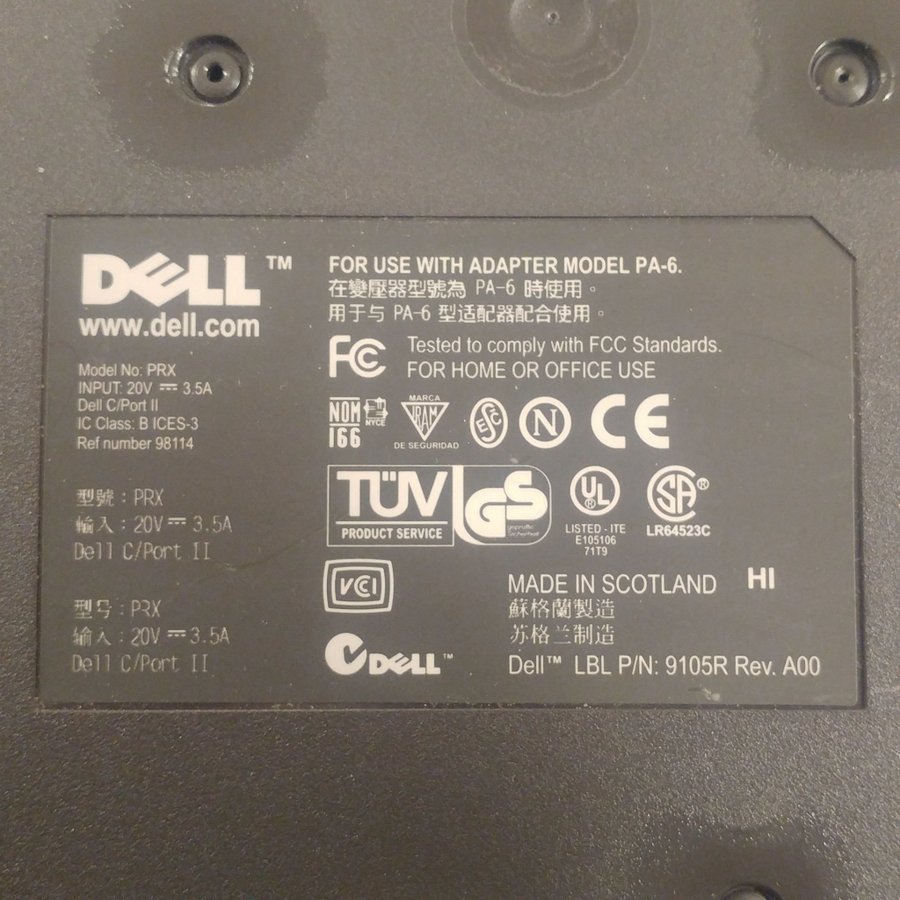 DELL™
www.dell.com
Model No: PRX
INPUT: 20V ⎓ 3.5A
Dell C/Port II
IC Class: B ICES-3
Ref number 98114
型號：PRX
輸入：20V ⎓ 3.5A
Dell C/Port II
型号：PRX
输入：20V ⎓ 3.5A
Dell C/Port II
FOR USE WITH ADAPTER MODEL PA-6.
在變壓器型號為 PA-6 時使用。
用于与 PA-6 型适配器配合使用。
FC Tested to comply with FCC Standards.
FOR HOME OR OFFICE USE
NOM
166
NYCE
MARCA
DE SEGURIDAD
N
CE
TÜV
PRODUCT SERVICE
GS
geprüfte
Sicherheit
UL®
LISTED - ITE
E105106
71T9
SA®
LR64523C
VCI
MADE IN SCOTLAND HI
蘇格蘭製造
苏格兰制造
DELL™
Dell™ LBL P/N: 9105R Rev. A00